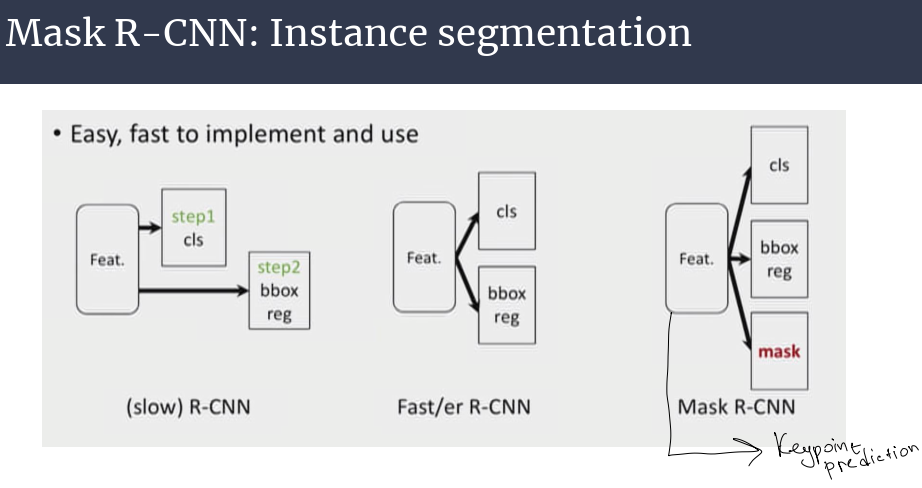 Mask R-CNN: Instance segmentation
• Easy, fast to implement and use
Feat.
step1
cls
step2
bbox
reg
(slow) R-CNN
Feat.
cls
bbox
reg
Fast/er R-CNN
Feat.
cls
bbox
reg
mask
Mask R-CNN
Keypoint
prediction